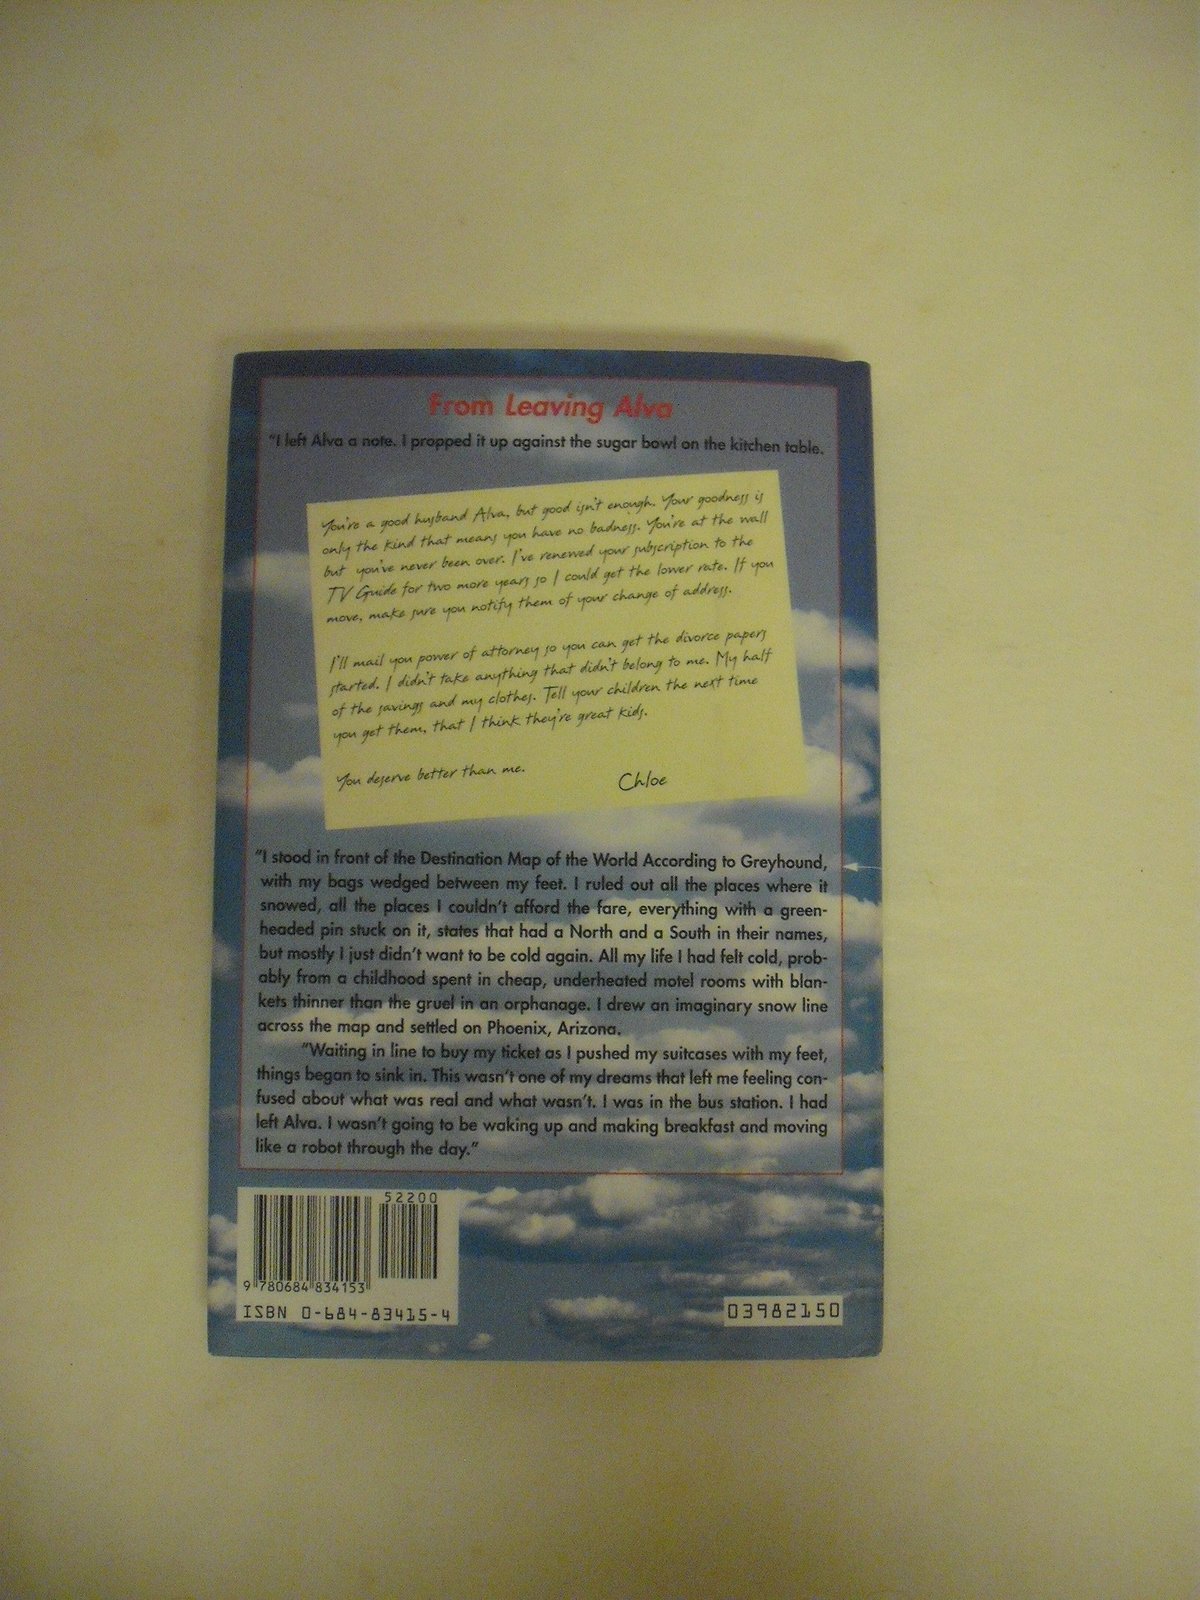 From Leaving Alva
"I left Alva a note. I propped it up against the sugar bowl on the kitchen table.
You're a good husband Alva, but good isn't enough. Your goodness is
only the kind that means you have no badness. You're at the wall
but you've never been over. I've renewed your subscription to the
TV Guide for two more years so I could get the lower rate. If you
move, make sure you notify them of your change of address.
I'll mail you power of attorney so you can get the divorce papers
started. I didn't take anything that didn't belong to me. My half
of the savings and my clothes. Tell your children the next time
you get them, that I think they're great kids.
You deserve better than me.
Chloe
"I stood in front of the Destination Map of the World According to Greyhound,
with my bags wedged between my feet. I ruled out all the places where it
snowed, all the places I couldn't afford the fare, everything with a green-
headed pin stuck on it, states that had a North and a South in their names,
but mostly I just didn't want to be cold again. All my life I had felt cold, prob-
ably from a childhood spent in cheap, underheated motel rooms with blan-
kets thinner than the gruel in an orphanage. I drew an imaginary snow line
across the map and settled on Phoenix, Arizona.
"Waiting in line to buy my ticket as I pushed my suitcases with my feet,
things began to sink in. This wasn't one of my dreams that left me feeling con-
fused about what was real and what wasn't. I was in the bus station. I had
left Alva. I wasn't going to be waking up and making breakfast and moving
like a robot through the day."
52200
9 780684 834153
ISBN 0-684-83415-4
03982150